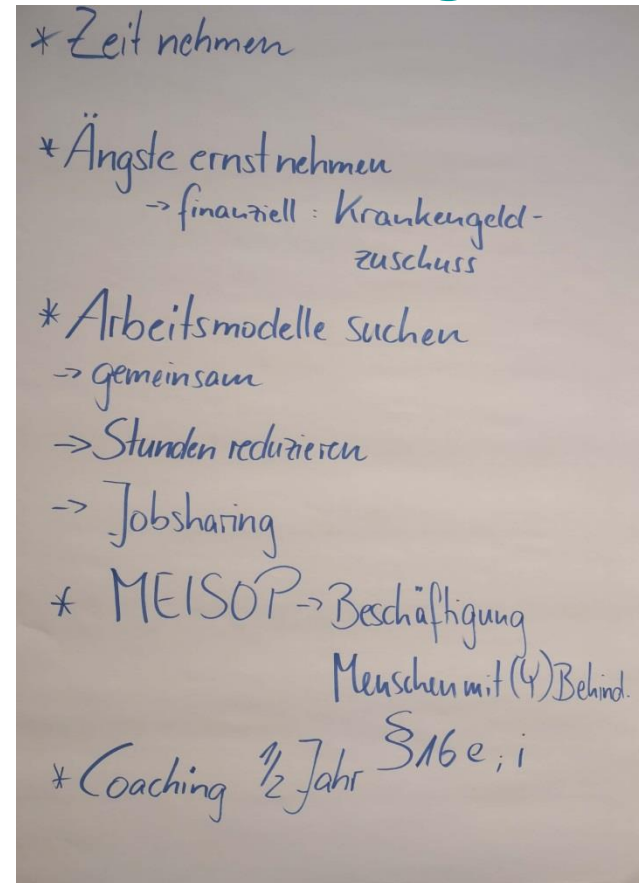 * Zeit nehmen
* Ängste ernst nehmen
-> finanziell : Krankengeld-
zuschuss
* Arbeitsmodelle suchen
-> gemeinsam
-> Stunden reduzieren
-> Jobsharing
* MEISOP -> Beschäftigung
Menschen mit (Ψ) Behind.
* Coaching 1/2 Jahr §16 e, i